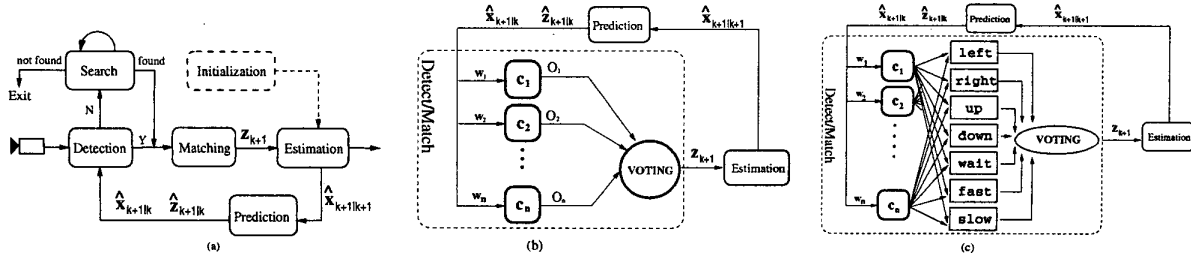 not found
found
Search
Exit
N
Initialization
Detection
Y
Matching
z_{k+1}
Estimation
x̂_{k+1|k} ẑ_{k+1|k}
Prediction
x̂_{k+1|k+1}
(a)
x̂_{k+1|k} ẑ_{k+1|k}
Prediction
x̂_{k+1|k+1}
Detect/Match
w_1
c_1
O_1
w_2
c_2
O_2
VOTING
z_{k+1}
Estimation
w_n
c_n
O_n
(b)
x̂_{k+1|k} ẑ_{k+1|k}
Prediction
x̂_{k+1|k+1}
Detect/Match
w_1
c_1
w_2
c_2
w_n
c_n
left
right
up
down
wait
fast
slow
VOTING
z_{k+1}
Estimation
(c)